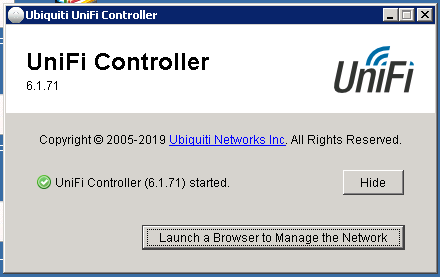 Ubiquiti UniFi Controller
UniFi Controller
6.1.71
UniFi
Copyright © 2005-2019 Ubiquiti Networks Inc. All Rights Reserved.
UniFi Controller (6.1.71) started.
Hide
Launch a Browser to Manage the Network